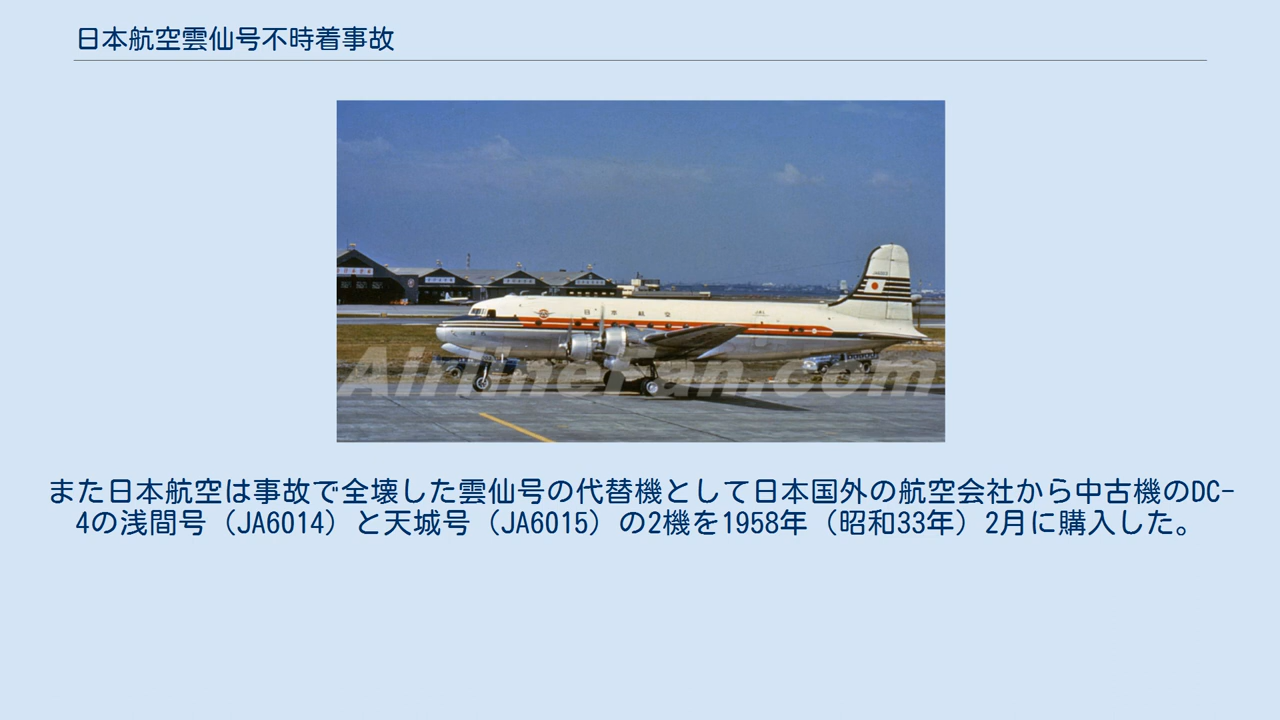 日本航空雲仙号不時着事故
日本航空
AirlineFan.com
また日本航空は事故で全壊した雲仙号の代替機として日本国外の航空会社から中古機のDC-
4の浅間号（JA6014）と天城号（JA6015）の2機を1958年（昭和33年）2月に購入した。